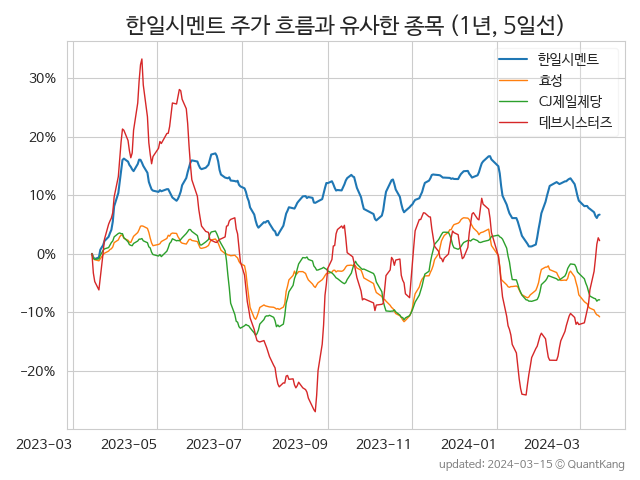 한일시멘트 주가 흐름과 유사한 종목 (1년, 5일선)
한일시멘트
효성
CJ제일제당
데브시스터즈
30%
20%
10%
0%
−10%
−20%
2023-03 2023-05 2023-07 2023-09 2023-11 2024-01 2024-03
updated: 2024-03-15 © QuantKang